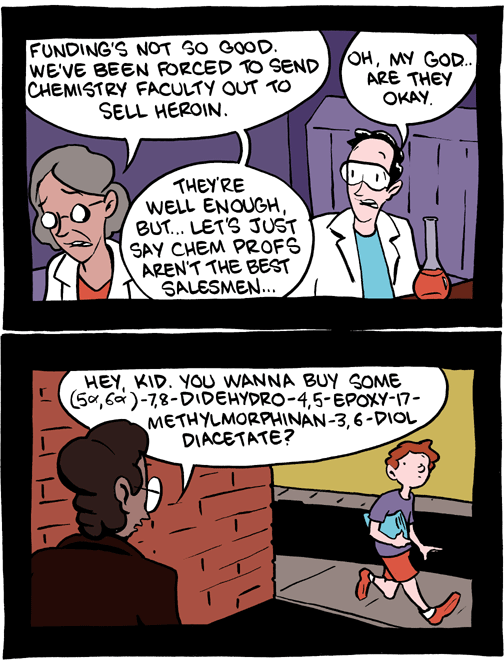 FUNDING'S NOT SO GOOD.
WE'VE BEEN FORCED TO SEND
CHEMISTRY FACULTY OUT TO
SELL HEROIN.
OH, MY GOD..
ARE THEY
OKAY.
THEY'RE
WELL ENOUGH,
BUT... LET'S JUST
SAY CHEM PROFS
AREN'T THE BEST
SALESMEN...
HEY, KID. YOU WANNA BUY SOME
(5α,6α)-7,8-DIDEHYDRO-4,5-EPOXY-17-
METHYLMORPHINAN-3,6-DIOL
DIACETATE?